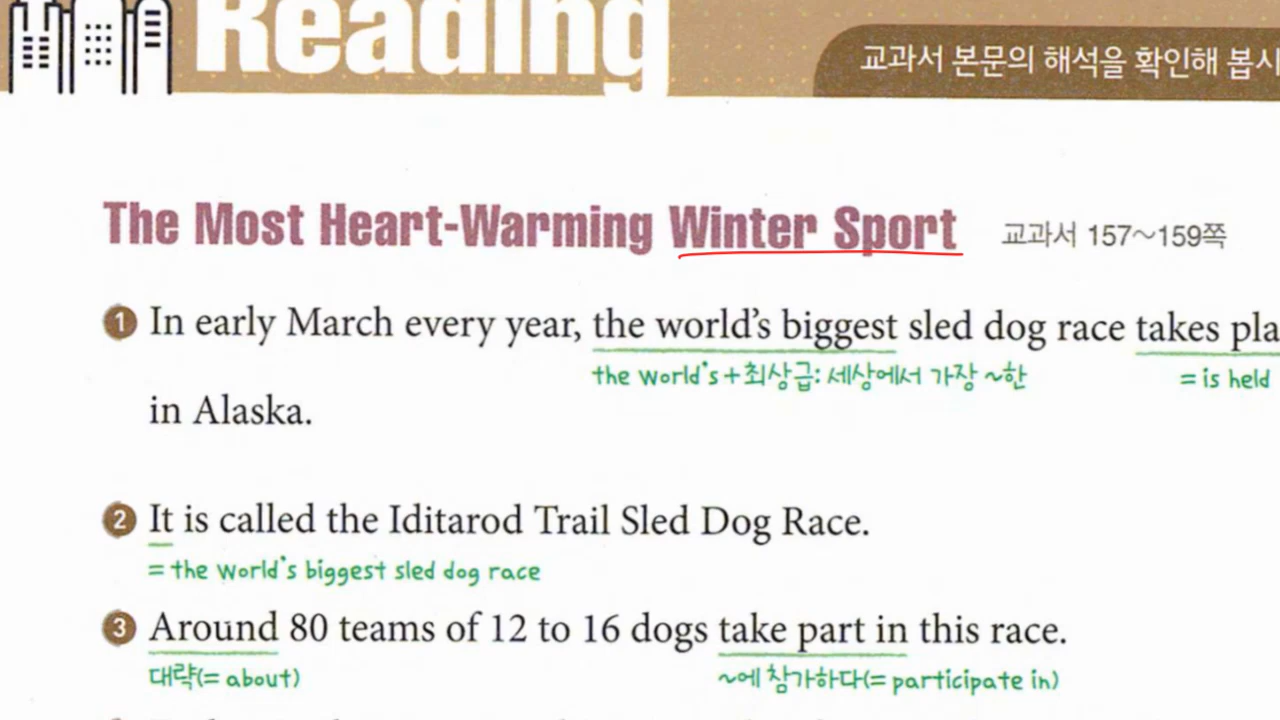 Reading
교과서 본문의 해석을 확인해 봅시
The Most Heart-Warming Winter Sport 교과서 157~159쪽
1 In early March every year, the world's biggest sled dog race takes pla
the world's+최상급: 세상에서 가장 ~한 = is held
in Alaska.
2 It is called the Iditarod Trail Sled Dog Race.
= the world's biggest sled dog race
3 Around 80 teams of 12 to 16 dogs take part in this race.
대략(= about) ~에 참가하다(= participate in)